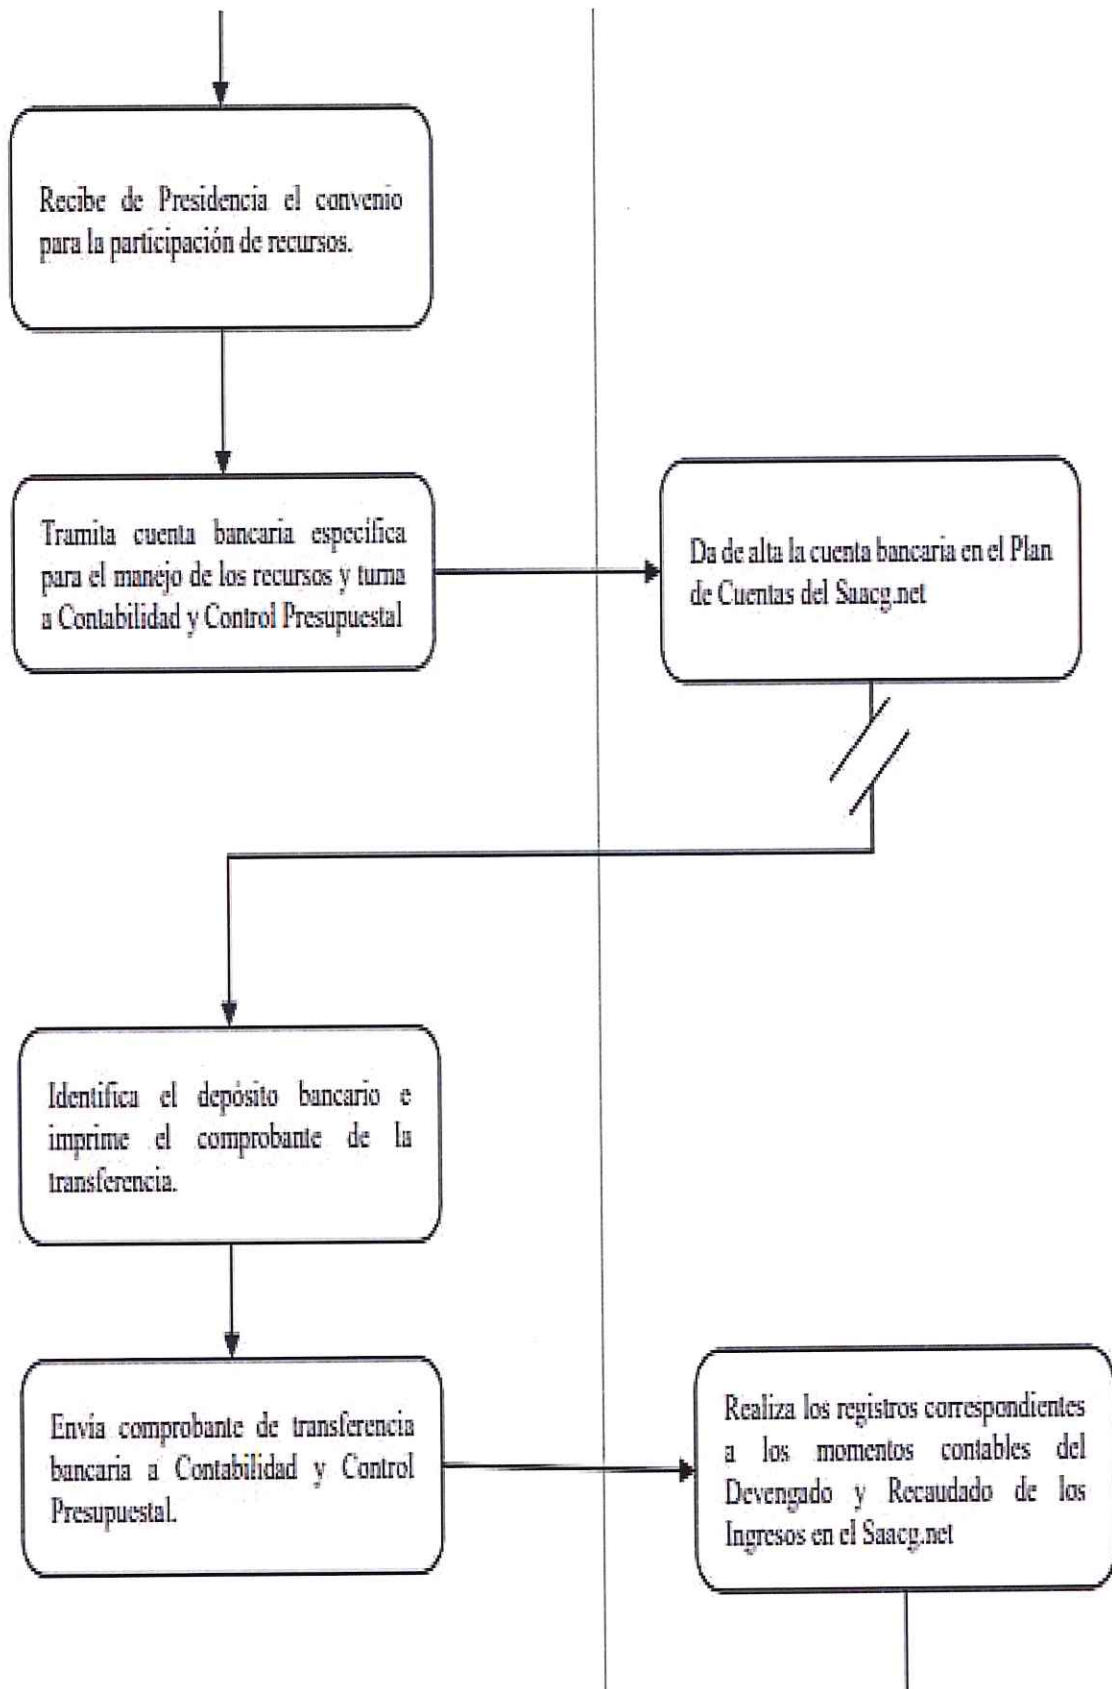 Recibe de Presidencia el convenio
para la participación de recursos.
Tramita cuenta bancaria específica
para el manejo de los recursos y turna
a Contabilidad y Control Presupuestal
Da de alta la cuenta bancaria en el Plan
de Cuentas del Saacg.net
Identifica el depósito bancario e
imprime el comprobante de la
transferencia.
Envía comprobante de transferencia
bancaria a Contabilidad y Control
Presupuestal.
Realiza los registros correspondientes
a los momentos contables del
Devengado y Recaudado de los
Ingresos en el Saacg.net